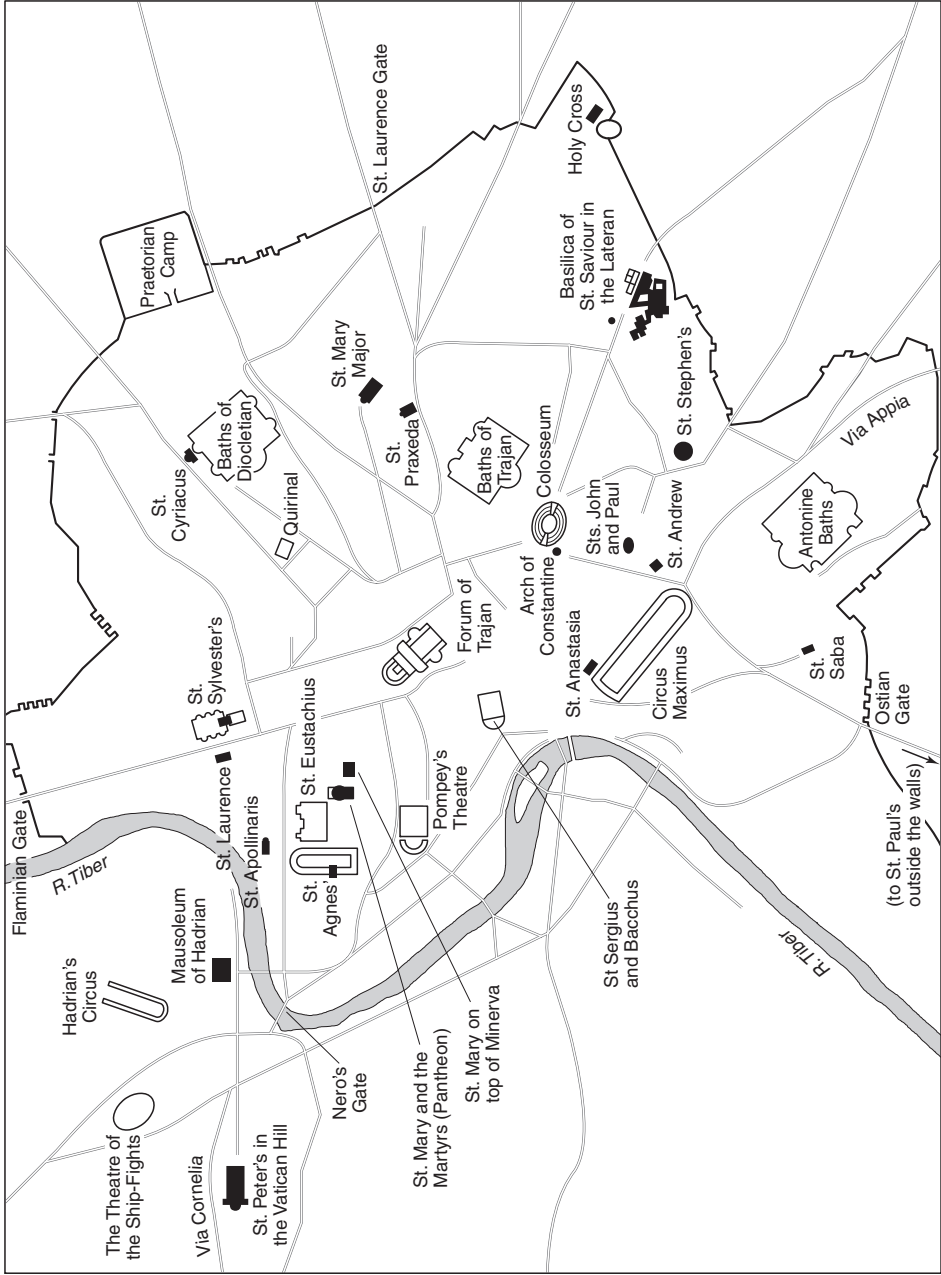 The Theatre of
the Ship-Fights
Via Cornelia
St. Peter's in
the Vatican Hill
Hadrian's
Circus
Mausoleum
of Hadrian
Nero's
Gate
St. Mary and the
Martyrs (Pantheon)
St. Mary on
top of Minerva
St Sergius
and Bacchus
Flaminian Gate
R.Tiber
St. Laurence
St. Apollinaris
St.
Agnes'
St. Eustachius
Pompey's
Theatre
R.Tiber
(to St. Paul's
outside the walls)
St.
Sylvester's
Forum of
Trajan
St. Anastasia
Circus
Maximus
St.
Saba
Ostian
Gate
St.
Cyriacus
Quirinal
Baths of
Diocletian
Arch of
Constantine
Colosseum
Sts. John
and Paul
St. Andrew
Antonine
Baths
Praetorian
Camp
St. Mary
Major
St.
Praxeda
Baths of
Trajan
St. Stephen's
Via Appia
St. Laurence Gate
Basilica of
St. Saviour in
the Lateran
Holy Cross